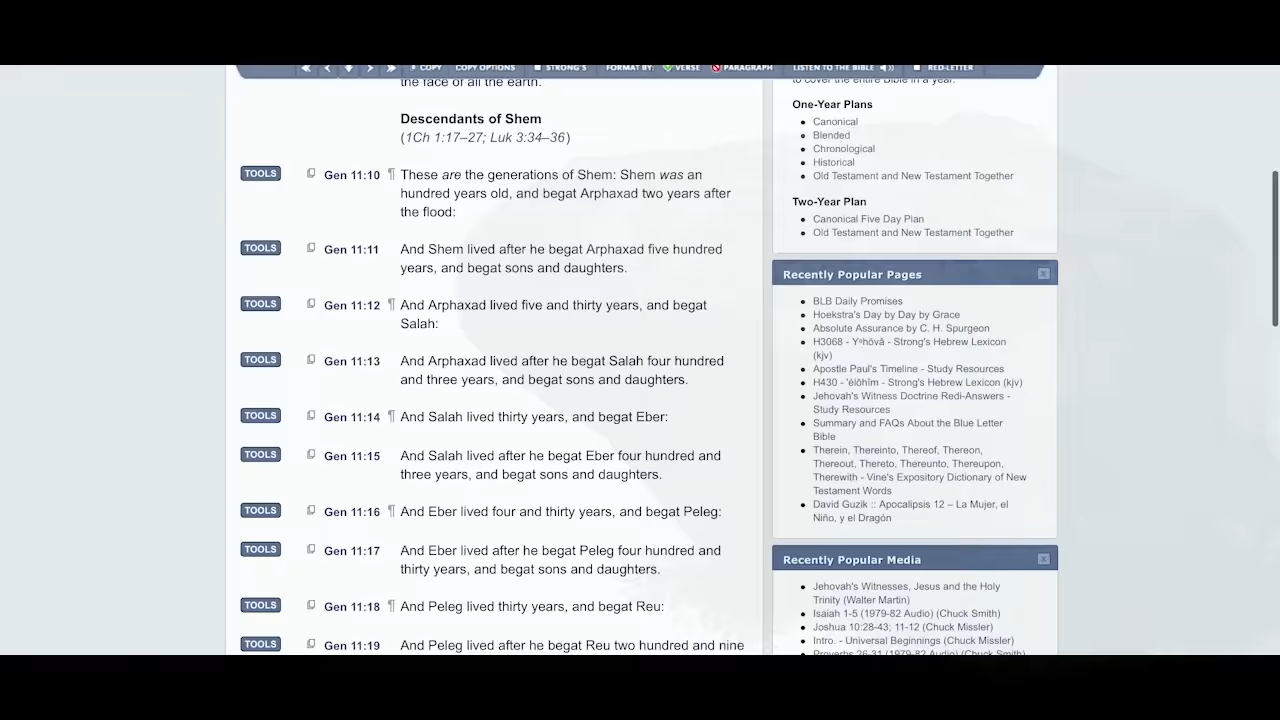 COPY COPY OPTIONS STRONG'S FORMAT BY: VERSE PARAGRAPH LISTEN TO THE BIBLE RED-LETTER
the face of all the earth.
Descendants of Shem
(1Ch 1:17–27; Luk 3:34–36)
TOOLS Gen 11:10 ¶ These are the generations of Shem: Shem was an
hundred years old, and begat Arphaxad two years after
the flood:
TOOLS Gen 11:11 And Shem lived after he begat Arphaxad five hundred
years, and begat sons and daughters.
TOOLS Gen 11:12 ¶ And Arphaxad lived five and thirty years, and begat
Salah:
TOOLS Gen 11:13 And Arphaxad lived after he begat Salah four hundred
and three years, and begat sons and daughters.
TOOLS Gen 11:14 ¶ And Salah lived thirty years, and begat Eber:
TOOLS Gen 11:15 And Salah lived after he begat Eber four hundred and
three years, and begat sons and daughters.
TOOLS Gen 11:16 ¶ And Eber lived four and thirty years, and begat Peleg:
TOOLS Gen 11:17 And Eber lived after he begat Peleg four hundred and
thirty years, and begat sons and daughters.
TOOLS Gen 11:18 ¶ And Peleg lived thirty years, and begat Reu:
TOOLS Gen 11:19 And Peleg lived after he begat Reu two hundred and nine
to cover the entire Bible in a year.
One-Year Plans
Canonical
Blended
Chronological
Historical
Old Testament and New Testament Together
Two-Year Plan
Canonical Five Day Plan
Old Testament and New Testament Together
Recently Popular Pages x
BLB Daily Promises
Hoekstra's Day by Day by Grace
Absolute Assurance by C. H. Spurgeon
H3068 - Yᵊhōvâ - Strong's Hebrew Lexicon
(kjv)
Apostle Paul's Timeline - Study Resources
H430 - 'ĕlōhîm - Strong's Hebrew Lexicon (kjv)
Jehovah's Witness Doctrine Redi-Answers -
Study Resources
Summary and FAQs About the Blue Letter
Bible
Therein, Thereinto, Thereof, Thereon,
Thereout, Thereto, Thereunto, Thereupon,
Therewith - Vine's Expository Dictionary of New
Testament Words
David Guzik :: Apocalipsis 12 – La Mujer, el
Niño, y el Dragón
Recently Popular Media x
Jehovah's Witnesses, Jesus and the Holy
Trinity (Walter Martin)
Isaiah 1-5 (1979-82 Audio) (Chuck Smith)
Joshua 10:28-43; 11-12 (Chuck Missler)
Intro. - Universal Beginnings (Chuck Missler)
Proverbs 26-31 (1979-82 Audio) (Chuck Smith)